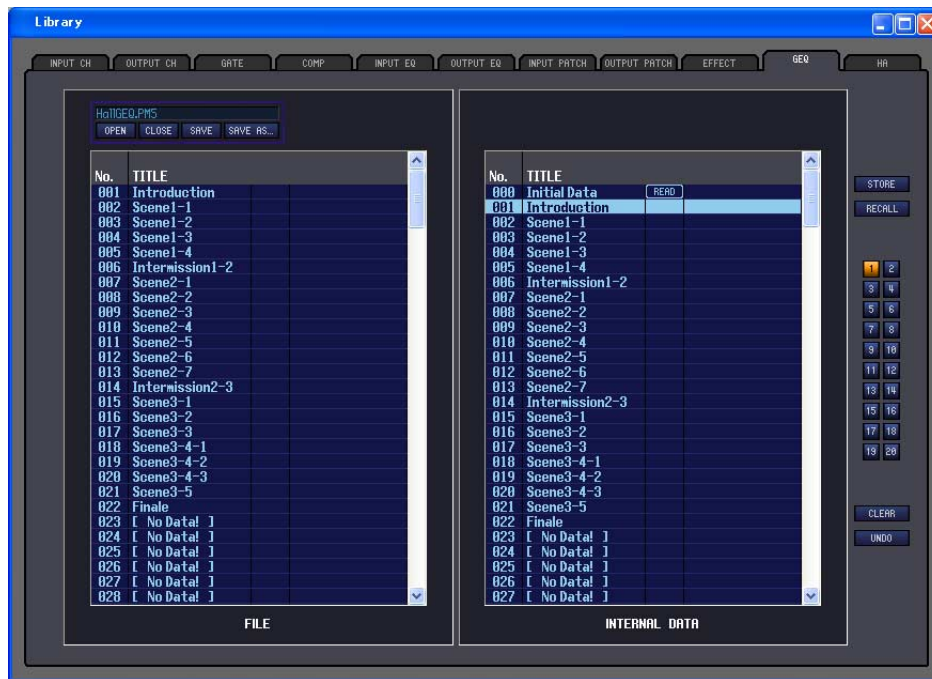 Library
INPUT CH OUTPUT CH GATE COMP INPUT EQ OUTPUT EQ INPUT PATCH OUTPUT PATCH EFFECT GEQ HA
HallGEQ.PM5
OPEN CLOSE SAVE SAVE AS...
No. TITLE
001 Introduction
002 Scene1-1
003 Scene1-2
004 Scene1-3
005 Scene1-4
006 Intermission1-2
007 Scene2-1
008 Scene2-2
009 Scene2-3
010 Scene2-4
011 Scene2-5
012 Scene2-6
013 Scene2-7
014 Intermission2-3
015 Scene3-1
016 Scene3-2
017 Scene3-3
018 Scene3-4-1
019 Scene3-4-2
020 Scene3-4-3
021 Scene3-5
022 Finale
023 [ No Data! ]
024 [ No Data! ]
025 [ No Data! ]
026 [ No Data! ]
027 [ No Data! ]
028 [ No Data! ]
FILE
No. TITLE
000 Initial Data READ
001 Introduction
002 Scene1-1
003 Scene1-2
004 Scene1-3
005 Scene1-4
006 Intermission1-2
007 Scene2-1
008 Scene2-2
009 Scene2-3
010 Scene2-4
011 Scene2-5
012 Scene2-6
013 Scene2-7
014 Intermission2-3
015 Scene3-1
016 Scene3-2
017 Scene3-3
018 Scene3-4-1
019 Scene3-4-2
020 Scene3-4-3
021 Scene3-5
022 Finale
023 [ No Data! ]
024 [ No Data! ]
025 [ No Data! ]
026 [ No Data! ]
027 [ No Data! ]
INTERNAL DATA
STORE
RECALL
1 2
3 4
5 6
7 8
9 10
11 12
13 14
15 16
17 18
19 20
CLEAR
UNDO